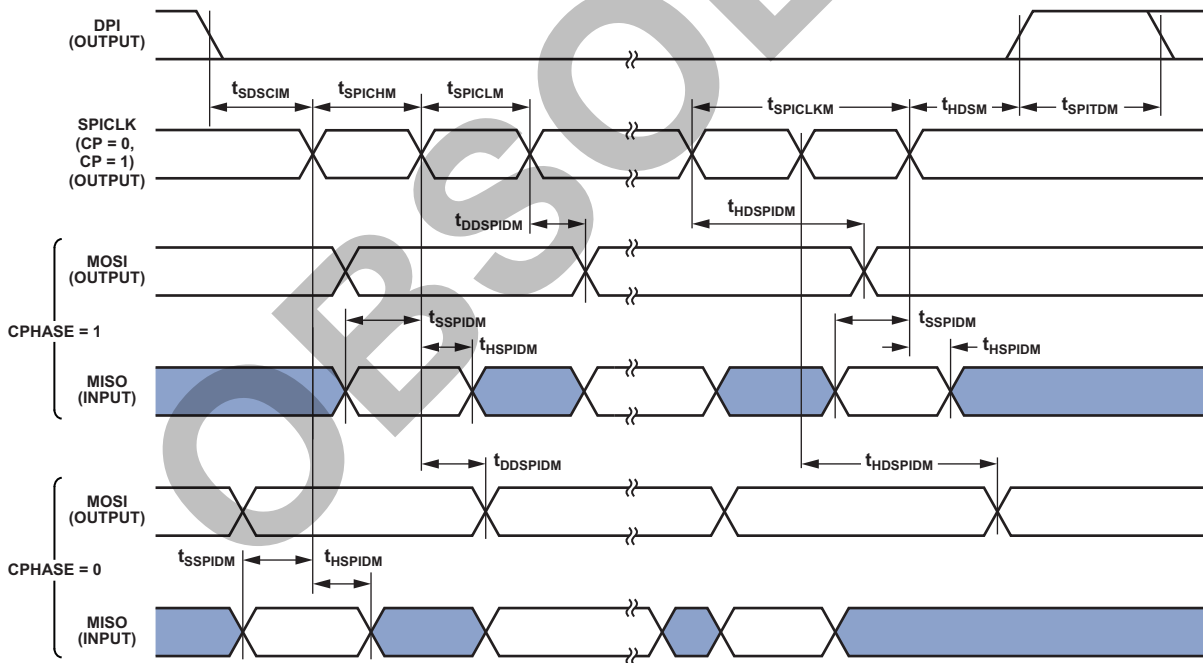 DPI
(OUTPUT)
tSDSCIM
tSPICHM
tSPICLM
tSPICLKM
tHDSM
tSPITDM
SPICLK
(CP = 0,
CP = 1)
(OUTPUT)
tDDSPIDM
tHDSPIDM
MOSI
(OUTPUT)
CPHASE = 1
tSSPIDM
tSSPIDM
tHSPIDM
tHSPIDM
MISO
(INPUT)
tDDSPIDM
tHDSPIDM
MOSI
(OUTPUT)
tSSPIDM
tHSPIDM
CPHASE = 0
MISO
(INPUT)
OBSOL